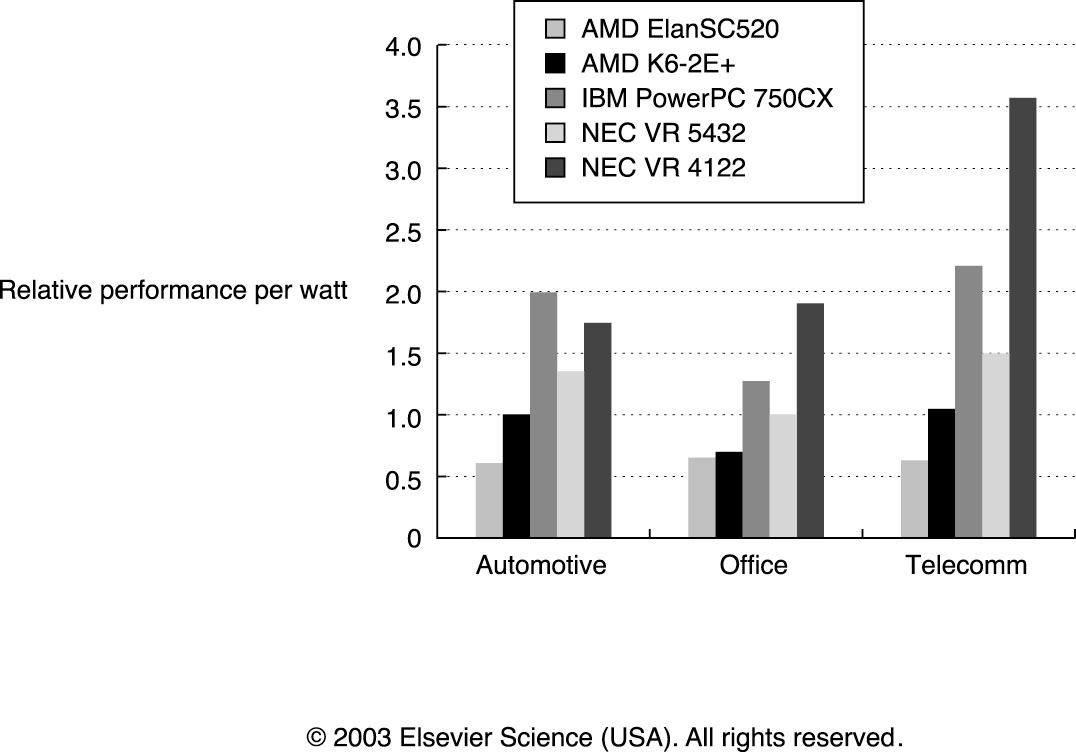 AMD ElanSC520
AMD K6-2E+
IBM PowerPC 750CX
NEC VR 5432
NEC VR 4122
4.0
3.5
3.0
2.5
2.0
1.5
1.0
0.5
0
Relative performance per watt
Automotive
Office
Telecomm
© 2003 Elsevier Science (USA). All rights reserved.